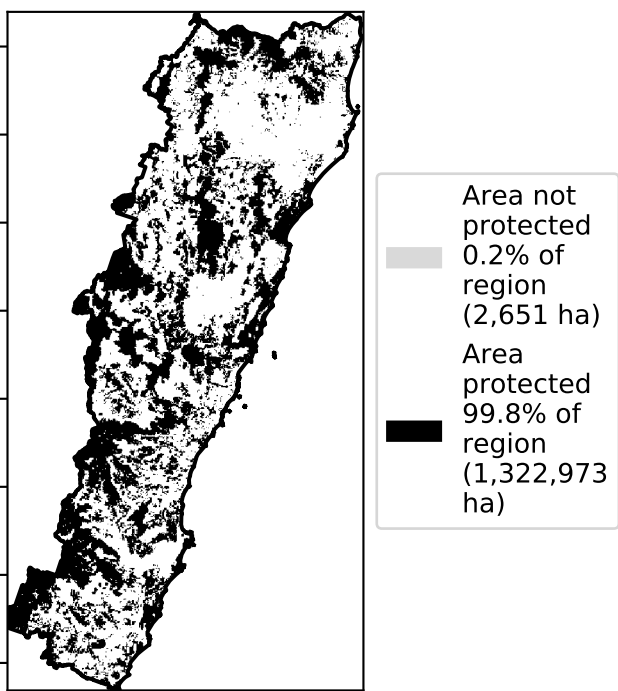 Area not
protected
0.2% of
region
(2,651 ha)
Area
protected
99.8% of
region
(1,322,973
ha)